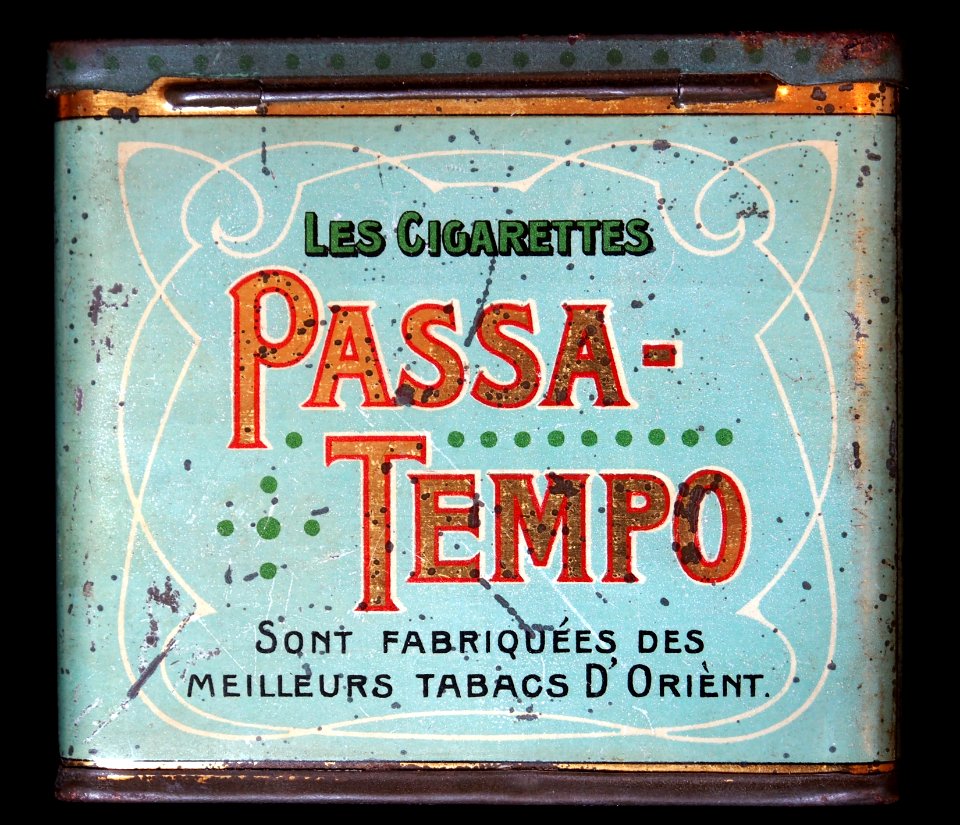 LES CIGARETTES
PASSA-
TEMPO
SONT FABRIQUÉES DES
MEILLEURS TABACS D'ORIÈNT.